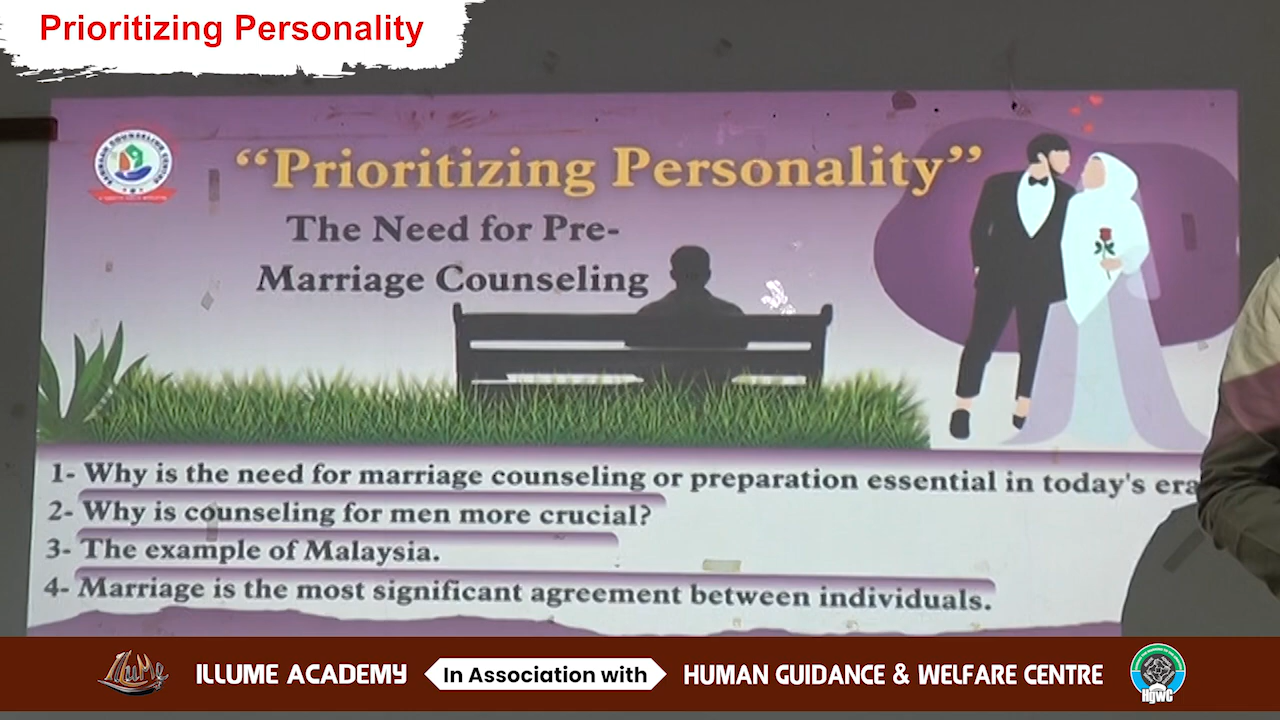 Prioritizing Personality
“Prioritizing Personality”
The Need for Pre-
Marriage Counseling
1- Why is the need for marriage counseling or preparation essential in today's era
2- Why is counseling for men more crucial?
3- The example of Malaysia.
4- Marriage is the most significant agreement between individuals.
illume
ILLUME ACADEMY
In Association with
HUMAN GUIDANCE & WELFARE CENTRE
HgWC